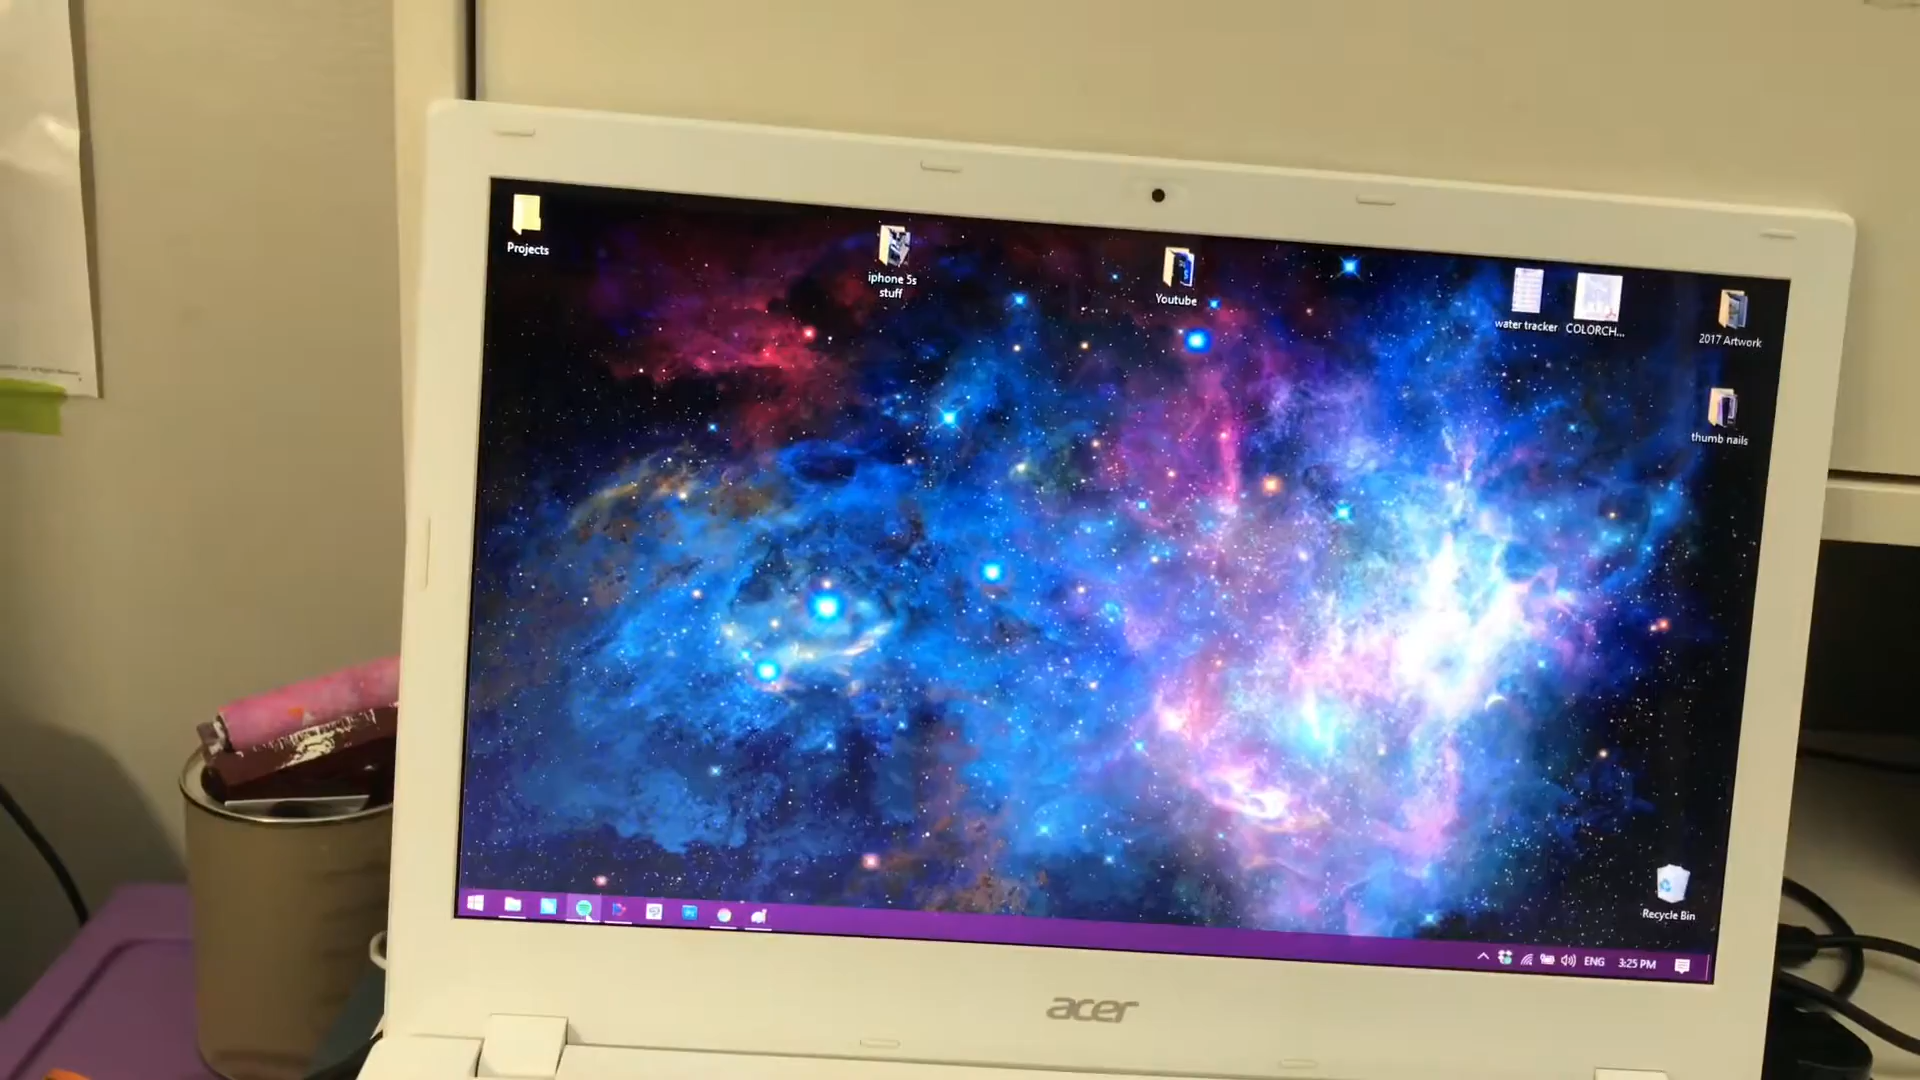 Projects
iphone 5s
stuff
Youtube
water tracker
COLORCH...
2017 Artwork
thumb nails
Recycle Bin
ENG
3:25 PM
acer